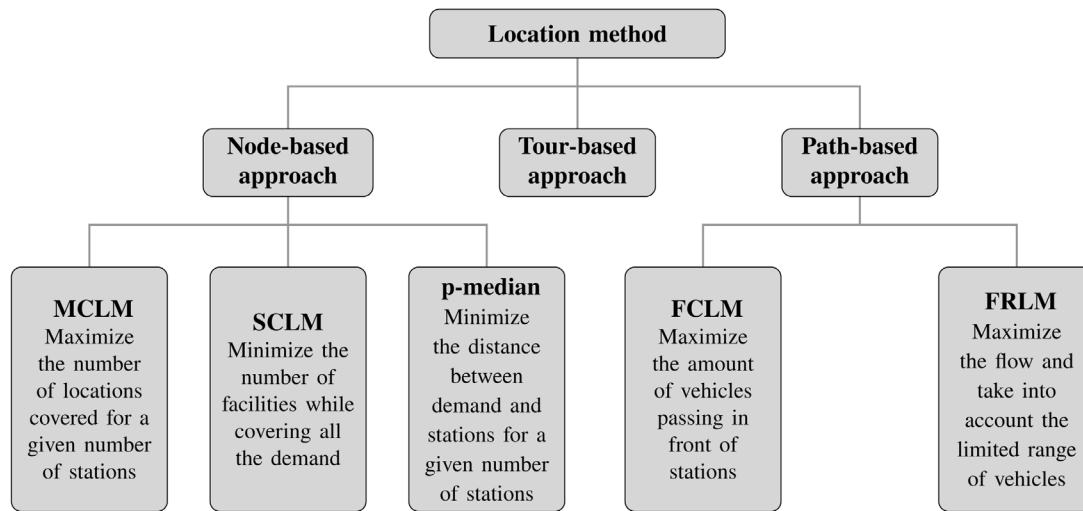 Location method
Node-based
approach
Tour-based
approach
Path-based
approach
MCLM
Maximize
the number
of locations
covered for a
given number
of stations
SCLM
Minimize the
number of
facilities while
covering all
the demand
p-median
Minimize
the distance
between
demand and
stations for a
given number
of stations
FCLM
Maximize
the amount
of vehicles
passing in
front of
stations
FRLM
Maximize
the flow and
take into
account the
limited range
of vehicles